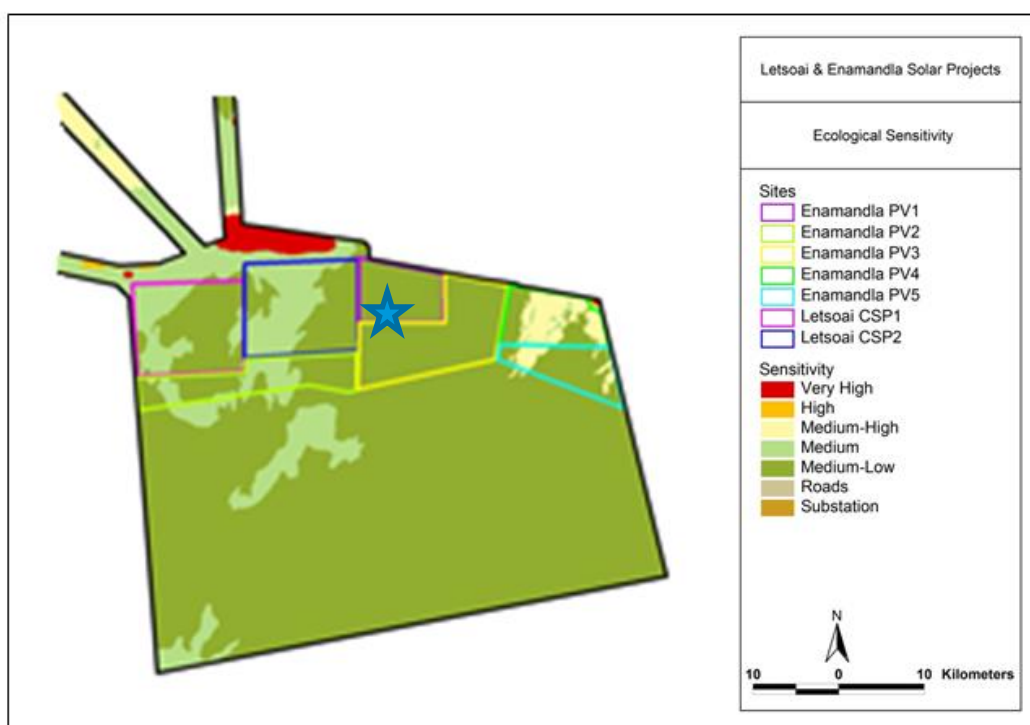 Letsoai & Enamandla Solar Projects
Ecological Sensitivity
Sites
Enamandla PV1
Enamandla PV2
Enamandla PV3
Enamandla PV4
Enamandla PV5
Letsoai CSP1
Letsoai CSP2
Sensitivity
Very High
High
Medium-High
Medium
Medium-Low
Roads
Substation
N
10 0 10 Kilometers